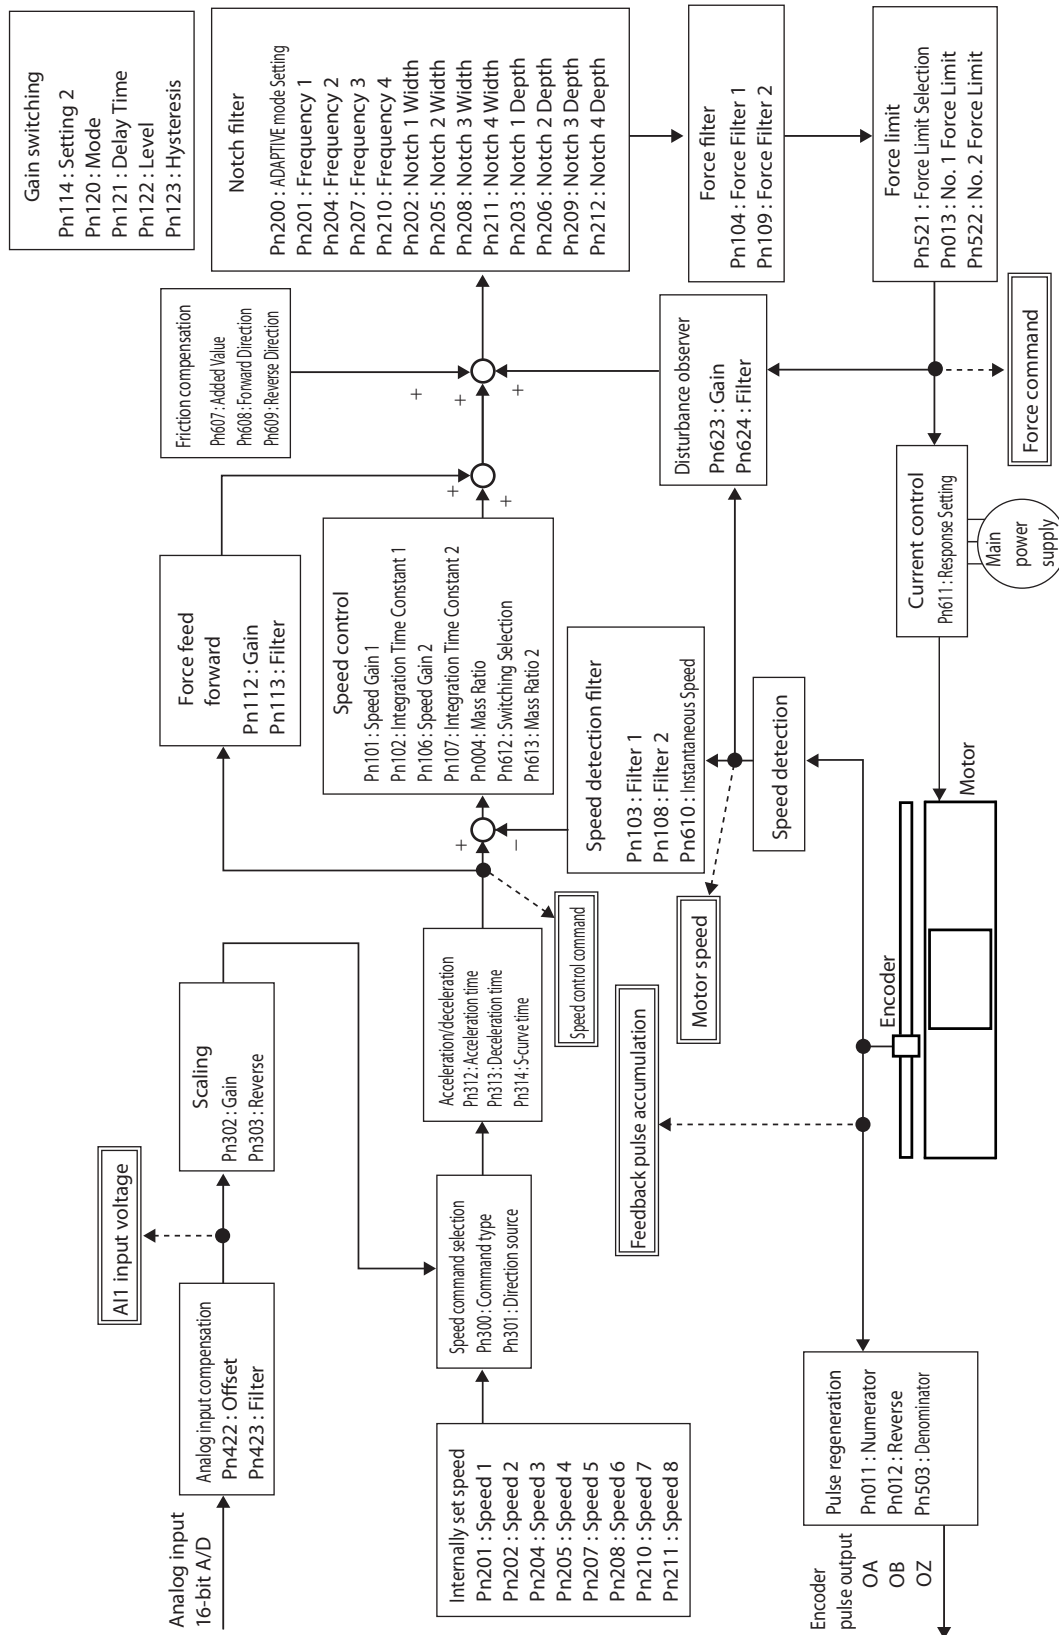 Analog input
16-bit A/D
Analog input compensation
Pn422 : Offset
Pn423 : Filter
AI1 input voltage
Scaling
Pn302 : Gain
Pn303 : Reverse
Internally set speed
Pn201 : Speed 1
Pn202 : Speed 2
Pn204 : Speed 3
Pn205 : Speed 4
Pn207 : Speed 5
Pn208 : Speed 6
Pn210 : Speed 7
Pn211 : Speed 8
Speed command selection
Pn300 : Command type
Pn301 : Direction source
Acceleration/deceleration
Pn312 : Acceleration time
Pn313 : Deceleration time
Pn314 : S-curve time
Speed control command
+
−
Force feed
forward
Pn112 : Gain
Pn113 : Filter
Speed control
Pn101 : Speed Gain 1
Pn102 : Integration Time Constant 1
Pn106 : Speed Gain 2
Pn107 : Integration Time Constant 2
Pn004 : Mass Ratio
Pn612 : Switching Selection
Pn613 : Mass Ratio 2
+
+
Friction compensation
Pn607 : Added Value
Pn608 : Forward Direction
Pn609 : Reverse Direction
+
+
+
Gain switching
Pn114 : Setting 2
Pn120 : Mode
Pn121 : Delay Time
Pn122 : Level
Pn123 : Hysteresis
Notch filter
Pn200 : ADAPTIVE mode Setting
Pn201 : Frequency 1
Pn204 : Frequency 2
Pn207 : Frequency 3
Pn210 : Frequency 4
Pn202 : Notch 1 Width
Pn205 : Notch 2 Width
Pn208 : Notch 3 Width
Pn211 : Notch 4 Width
Pn203 : Notch 1 Depth
Pn206 : Notch 2 Depth
Pn209 : Notch 3 Depth
Pn212 : Notch 4 Depth
Force filter
Pn104 : Force Filter 1
Pn109 : Force Filter 2
Force limit
Pn521 : Force Limit Selection
Pn013 : No. 1 Force Limit
Pn522 : No. 2 Force Limit
Force command
Disturbance observer
Pn623 : Gain
Pn624 : Filter
Speed detection filter
Pn103 : Filter 1
Pn108 : Filter 2
Pn610 : Instantaneous Speed
Motor speed
Speed detection
Feedback pulse accumulation
Current control
Pn611 : Response Setting
Main
power
supply
Motor
Encoder
Pulse regeneration
Pn011 : Numerator
Pn012 : Reverse
Pn503 : Denominator
Encoder
pulse output
OA
OB
OZ